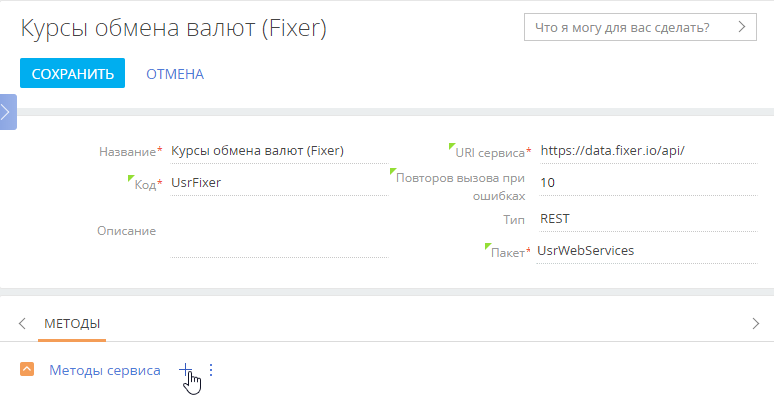 Курсы обмена валют (Fixer)
Что я могу для вас сделать?
СОХРАНИТЬ ОТМЕНА
Название* Курсы обмена валют (Fixer)
Код* UsrFixer
Описание
URI сервиса* https://data.fixer.io/api/
Повторов вызова при
ошибках 10
Тип REST
Пакет* UsrWebServices
МЕТОДЫ
Методы сервиса